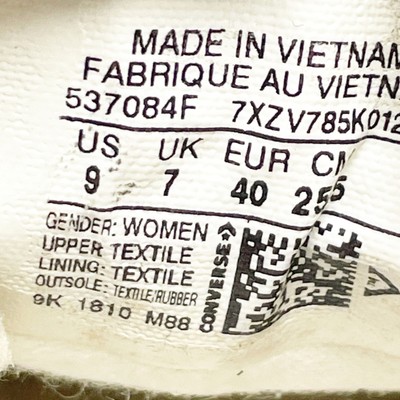 MADE IN VIETNAM
FABRIQUE AU VIETN
537084F 7XZV785K012
US UK EUR CM
9 7 40 255
GENDER: WOMEN
UPPER TEXTILE
LINING: TEXTILE
OUTSOLE: TEXTILE/RUBBER
9K 1810 M88
CONVERSE